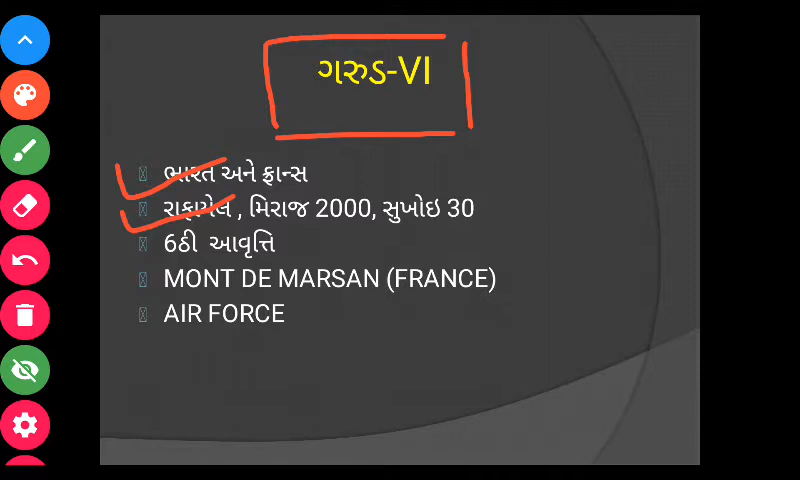 ગરુડ-VI
ભારત અને ફ્રાન્સ
રાફાયેલ , મિરાજ 2000, સુખોઇ 30
6ઠી આવૃત્તિ
MONT DE MARSAN (FRANCE)
AIR FORCE